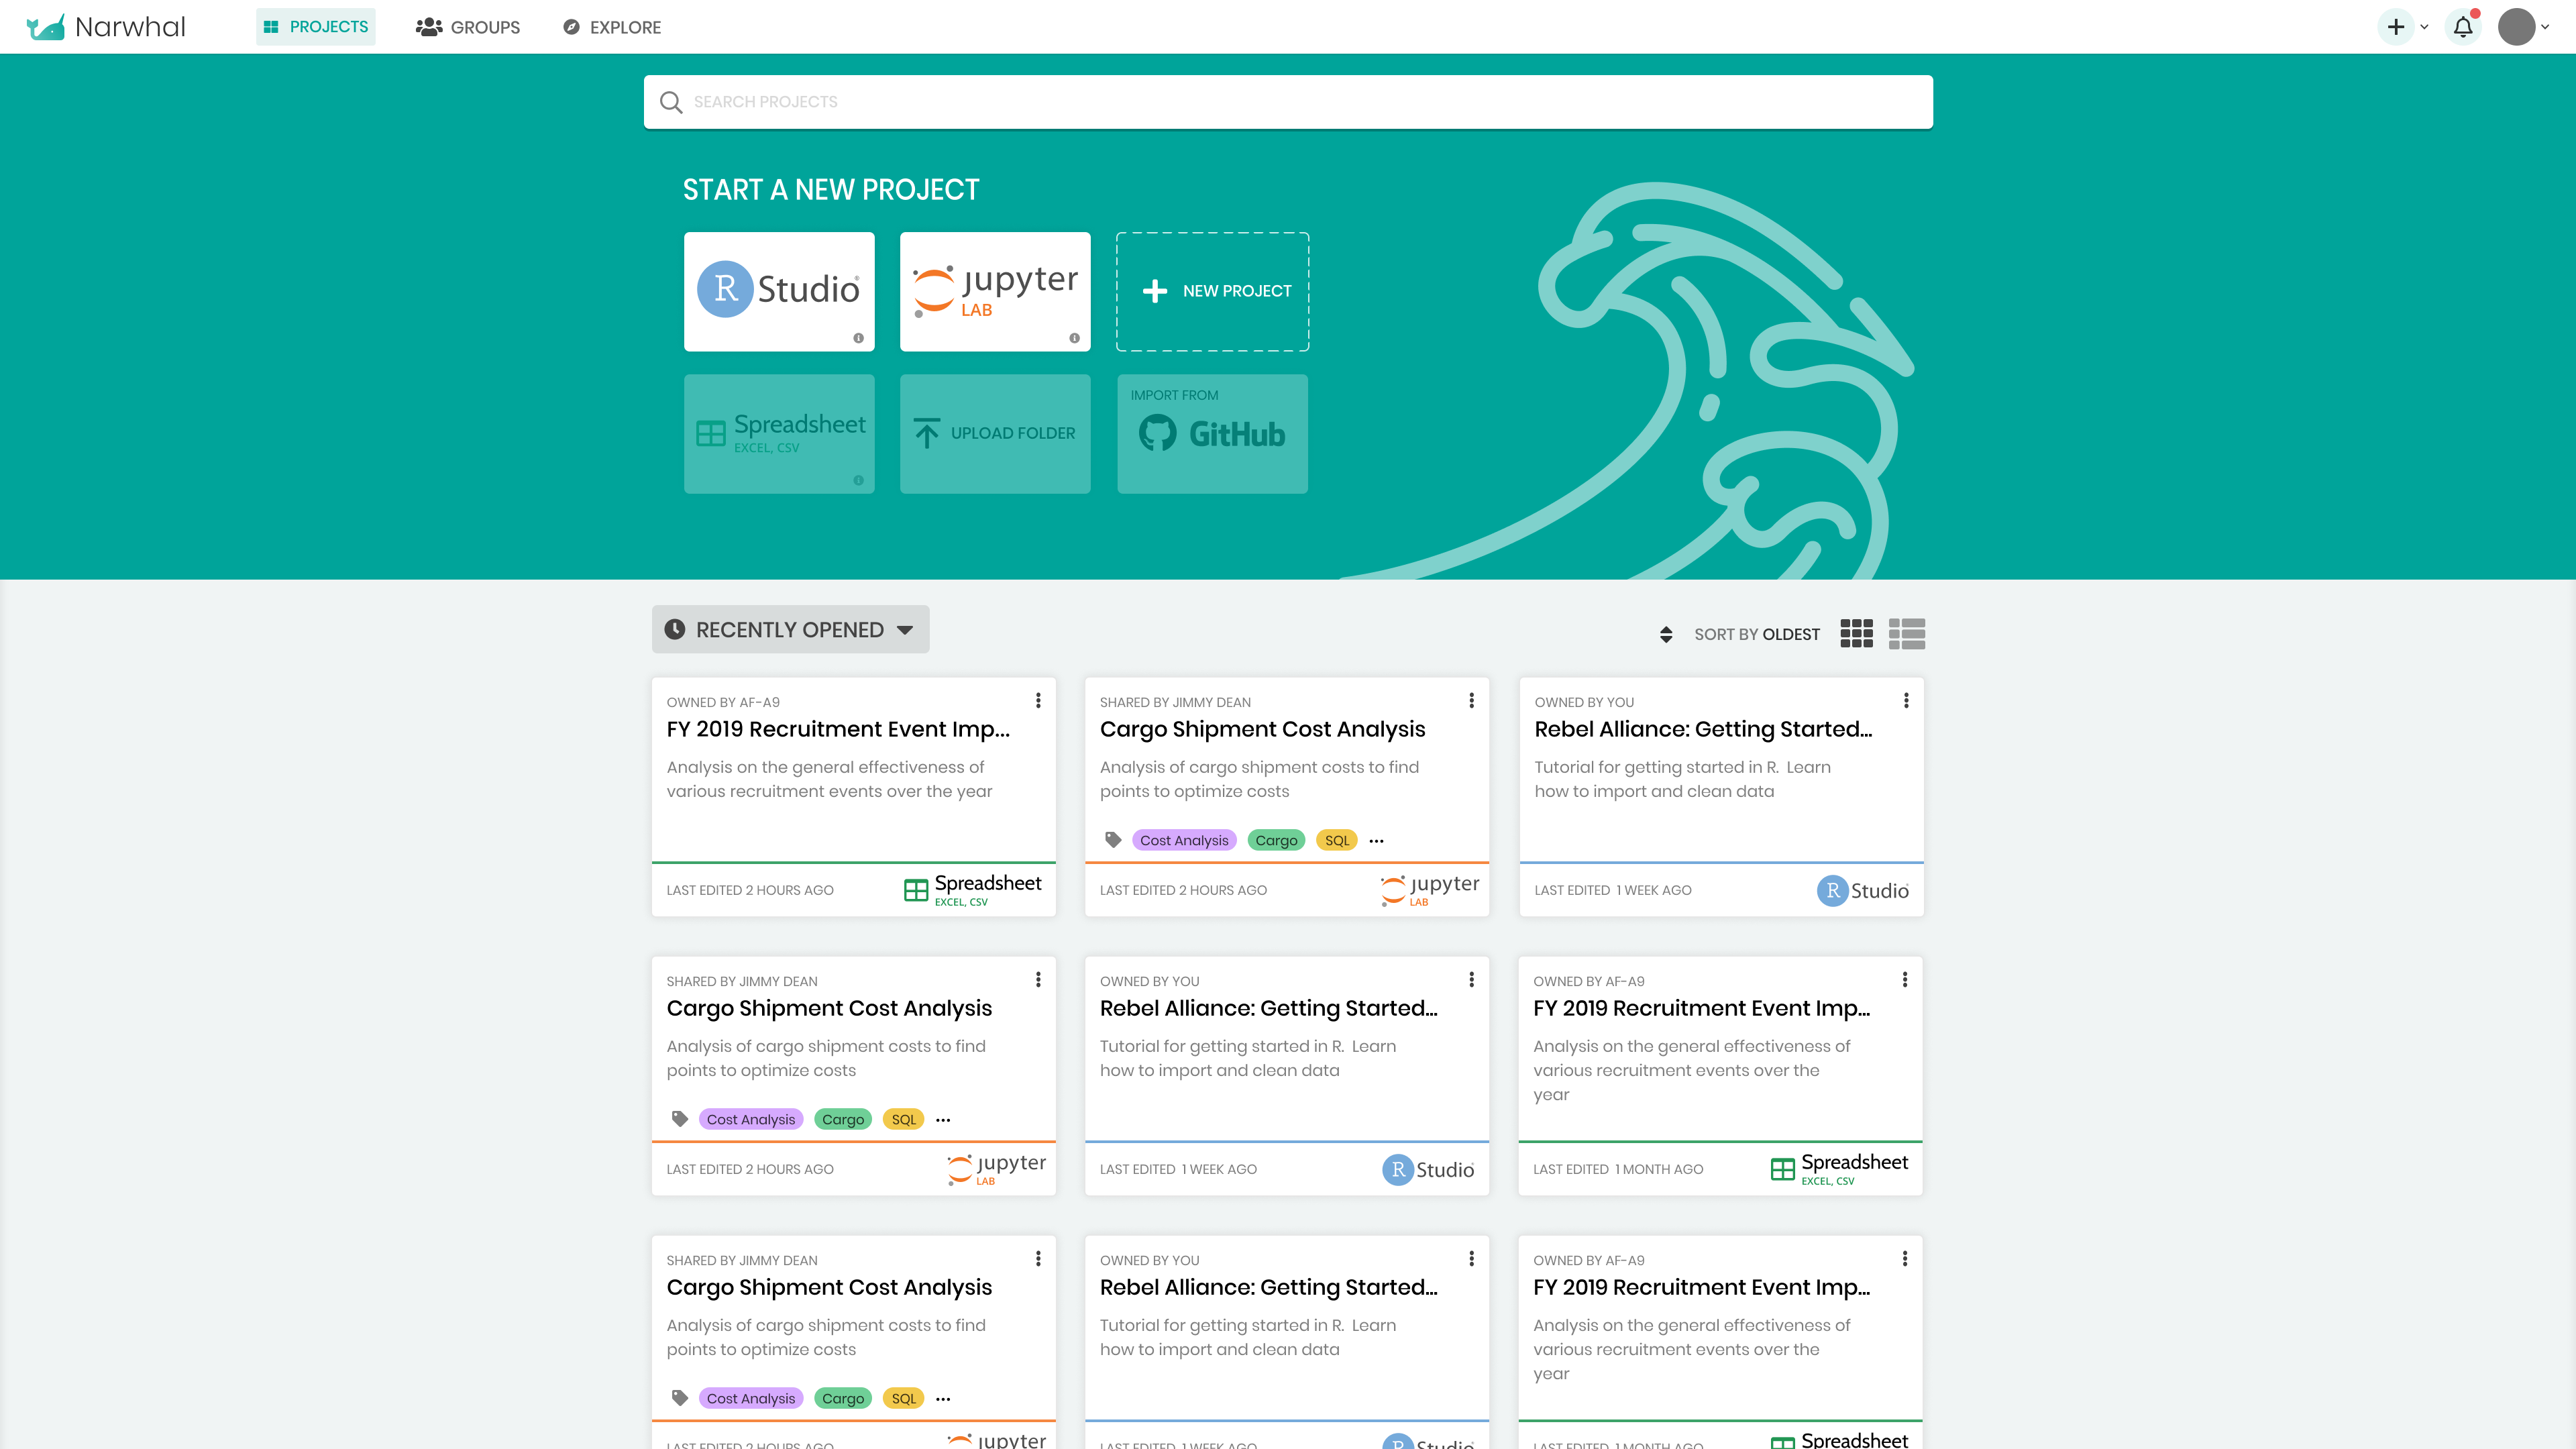 Narwhal
PROJECTS
GROUPS
EXPLORE
SEARCH PROJECTS
START A NEW PROJECT
R Studio
jupyter
LAB
NEW PROJECT
Spreadsheet
EXCEL, CSV
UPLOAD FOLDER
IMPORT FROM
GitHub
RECENTLY OPENED
SORT BY OLDEST
OWNED BY AF-A9
FY 2019 Recruitment Event Imp...
Analysis on the general effectiveness of
various recruitment events over the year
LAST EDITED 2 HOURS AGO
Spreadsheet
EXCEL, CSV
SHARED BY JIMMY DEAN
Cargo Shipment Cost Analysis
Analysis of cargo shipment costs to find
points to optimize costs
Cost Analysis
Cargo
SQL
...
LAST EDITED 2 HOURS AGO
jupyter
LAB
OWNED BY YOU
Rebel Alliance: Getting Started...
Tutorial for getting started in R. Learn
how to import and clean data
LAST EDITED 1 WEEK AGO
R Studio
SHARED BY JIMMY DEAN
Cargo Shipment Cost Analysis
Analysis of cargo shipment costs to find
points to optimize costs
Cost Analysis
Cargo
SQL
...
LAST EDITED 2 HOURS AGO
jupyter
LAB
OWNED BY YOU
Rebel Alliance: Getting Started...
Tutorial for getting started in R. Learn
how to import and clean data
LAST EDITED 1 WEEK AGO
R Studio
OWNED BY AF-A9
FY 2019 Recruitment Event Imp...
Analysis on the general effectiveness of
various recruitment events over the
year
LAST EDITED 1 MONTH AGO
Spreadsheet
EXCEL, CSV
SHARED BY JIMMY DEAN
Cargo Shipment Cost Analysis
Analysis of cargo shipment costs to find
points to optimize costs
Cost Analysis
Cargo
SQL
...
LAST EDITED 2 HOURS AGO
jupyter
OWNED BY YOU
Rebel Alliance: Getting Started...
Tutorial for getting started in R. Learn
how to import and clean data
LAST EDITED 1 WEEK AGO
R Studio
OWNED BY AF-A9
FY 2019 Recruitment Event Imp...
Analysis on the general effectiveness of
various recruitment events over the
year
LAST EDITED 1 MONTH AGO
Spreadsheet